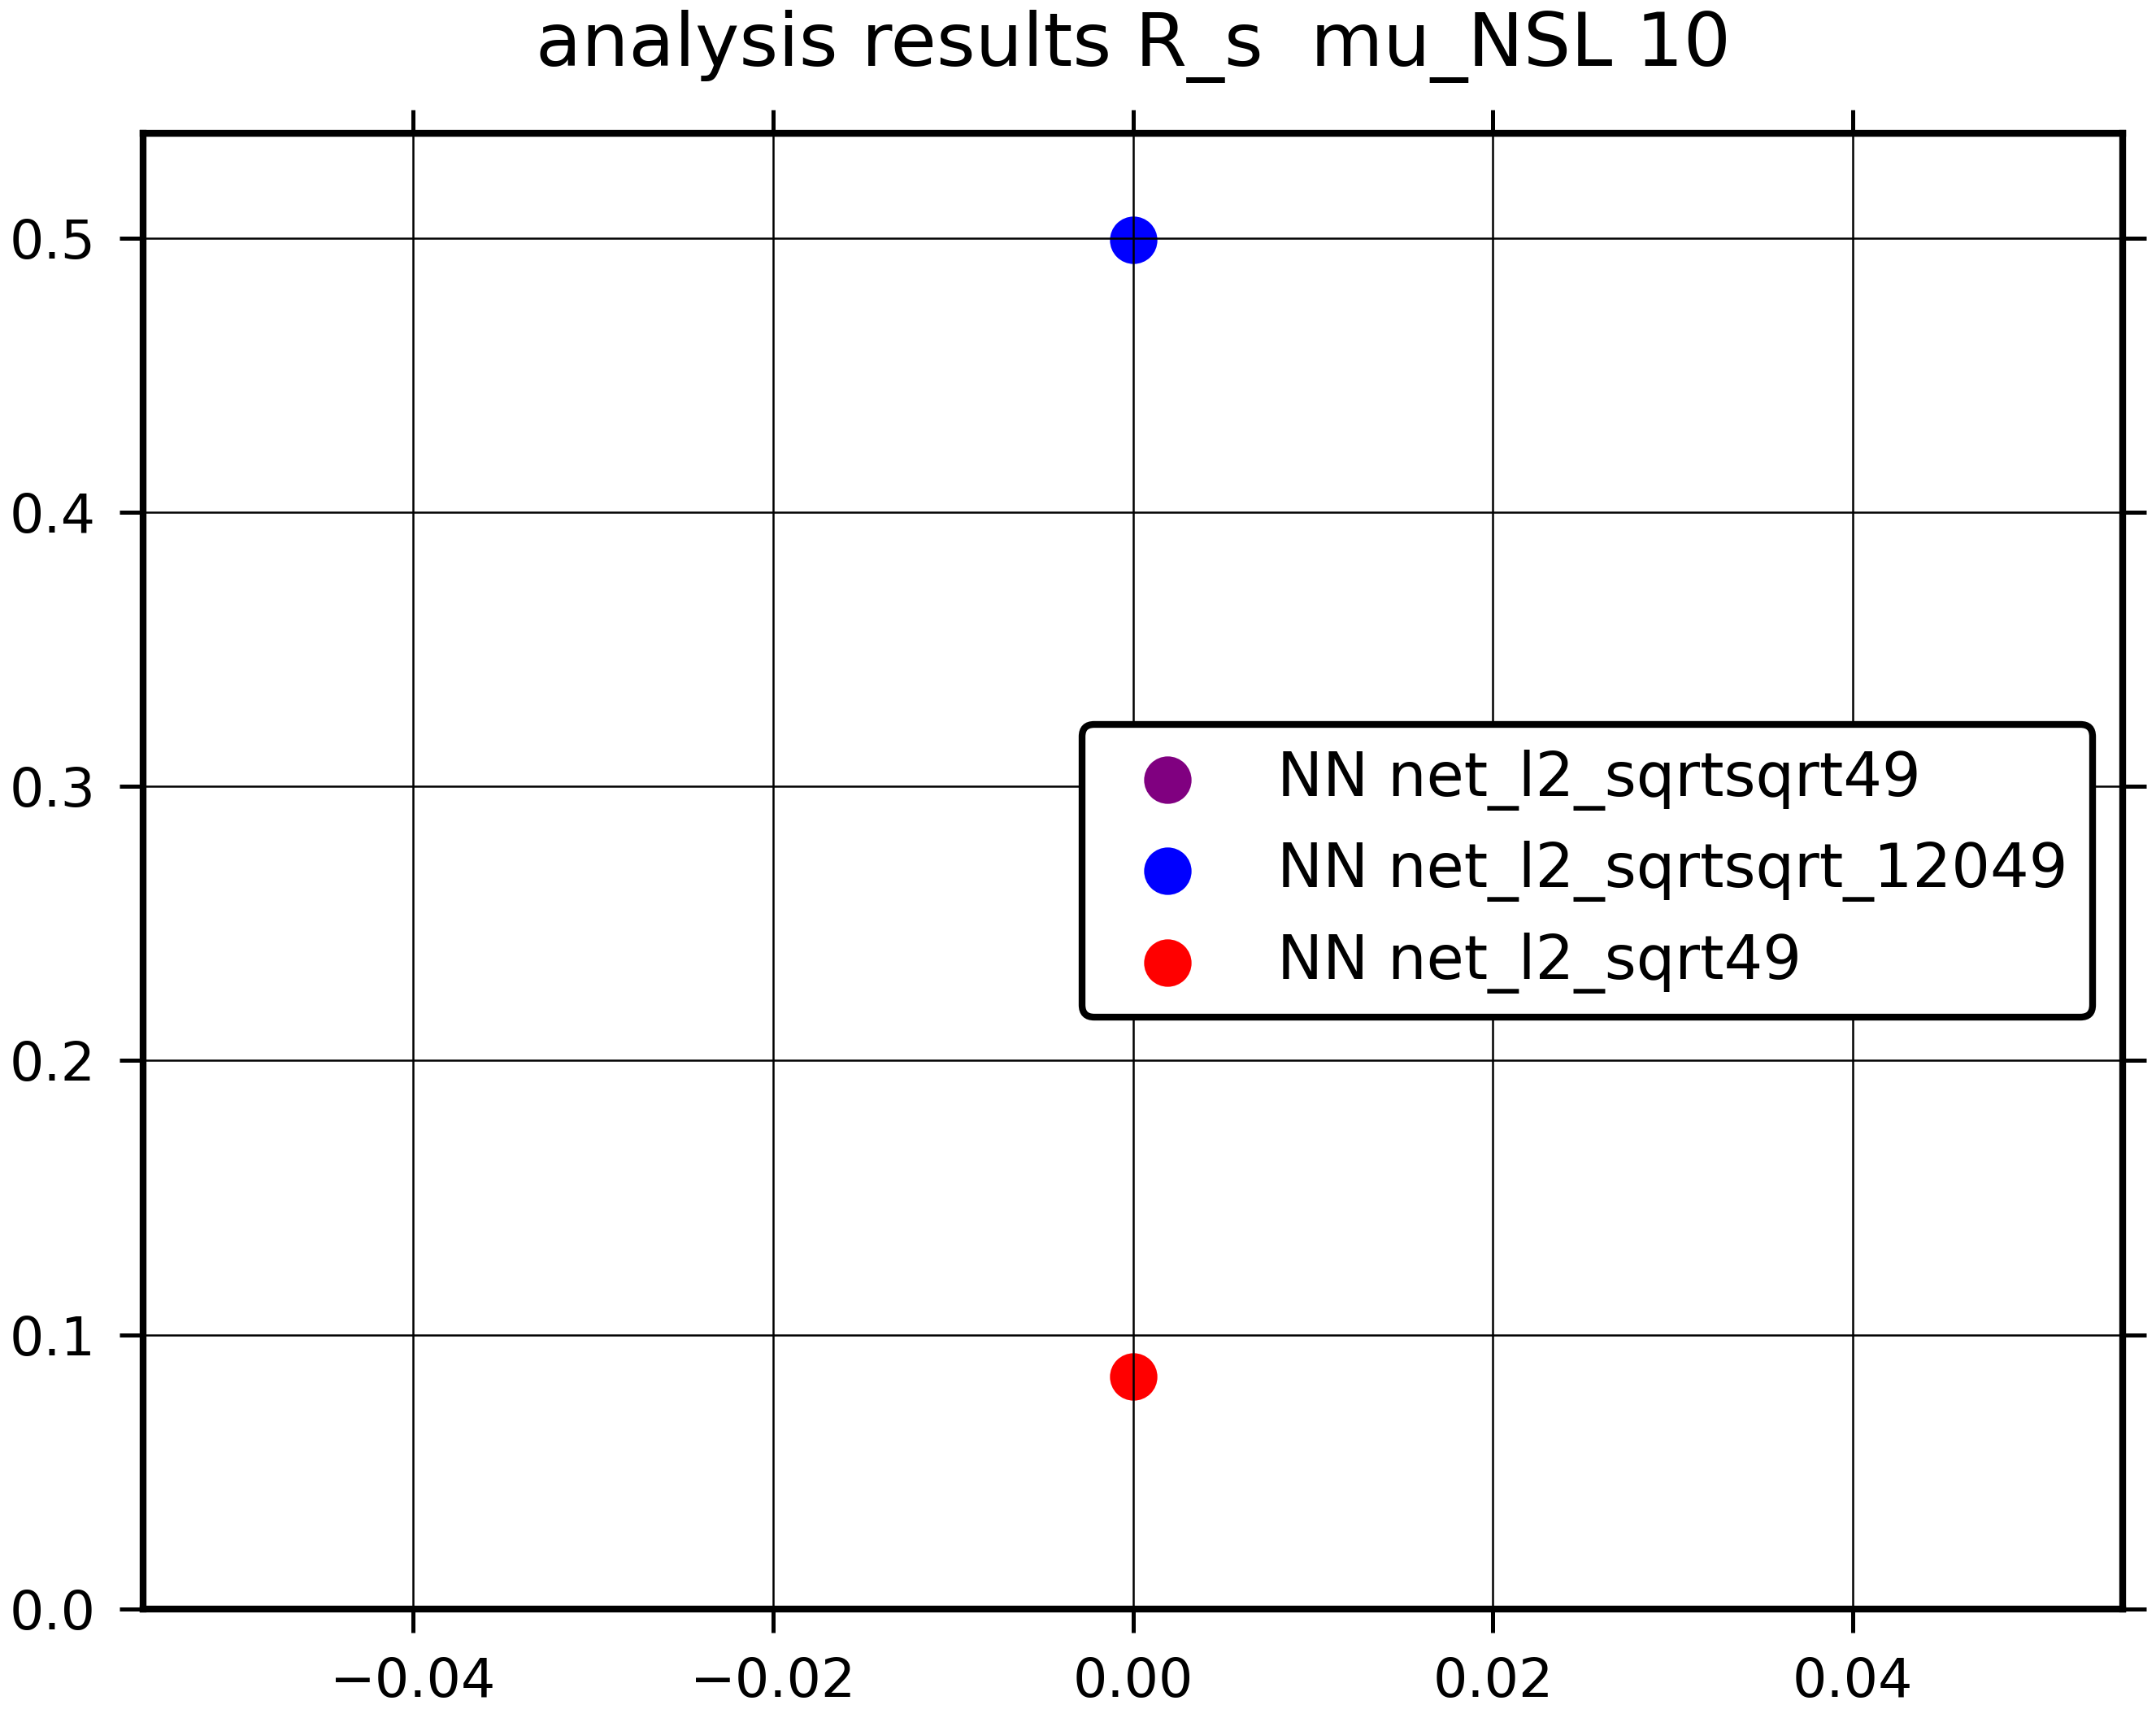 analysis results R_s  mu_NSL 10
0.5
0.4
0.3
0.2
0.1
0.0
NN net_l2_sqrtsqrt49
NN net_l2_sqrtsqrt_12049
NN net_l2_sqrt49
−0.04 −0.02 0.00 0.02 0.04